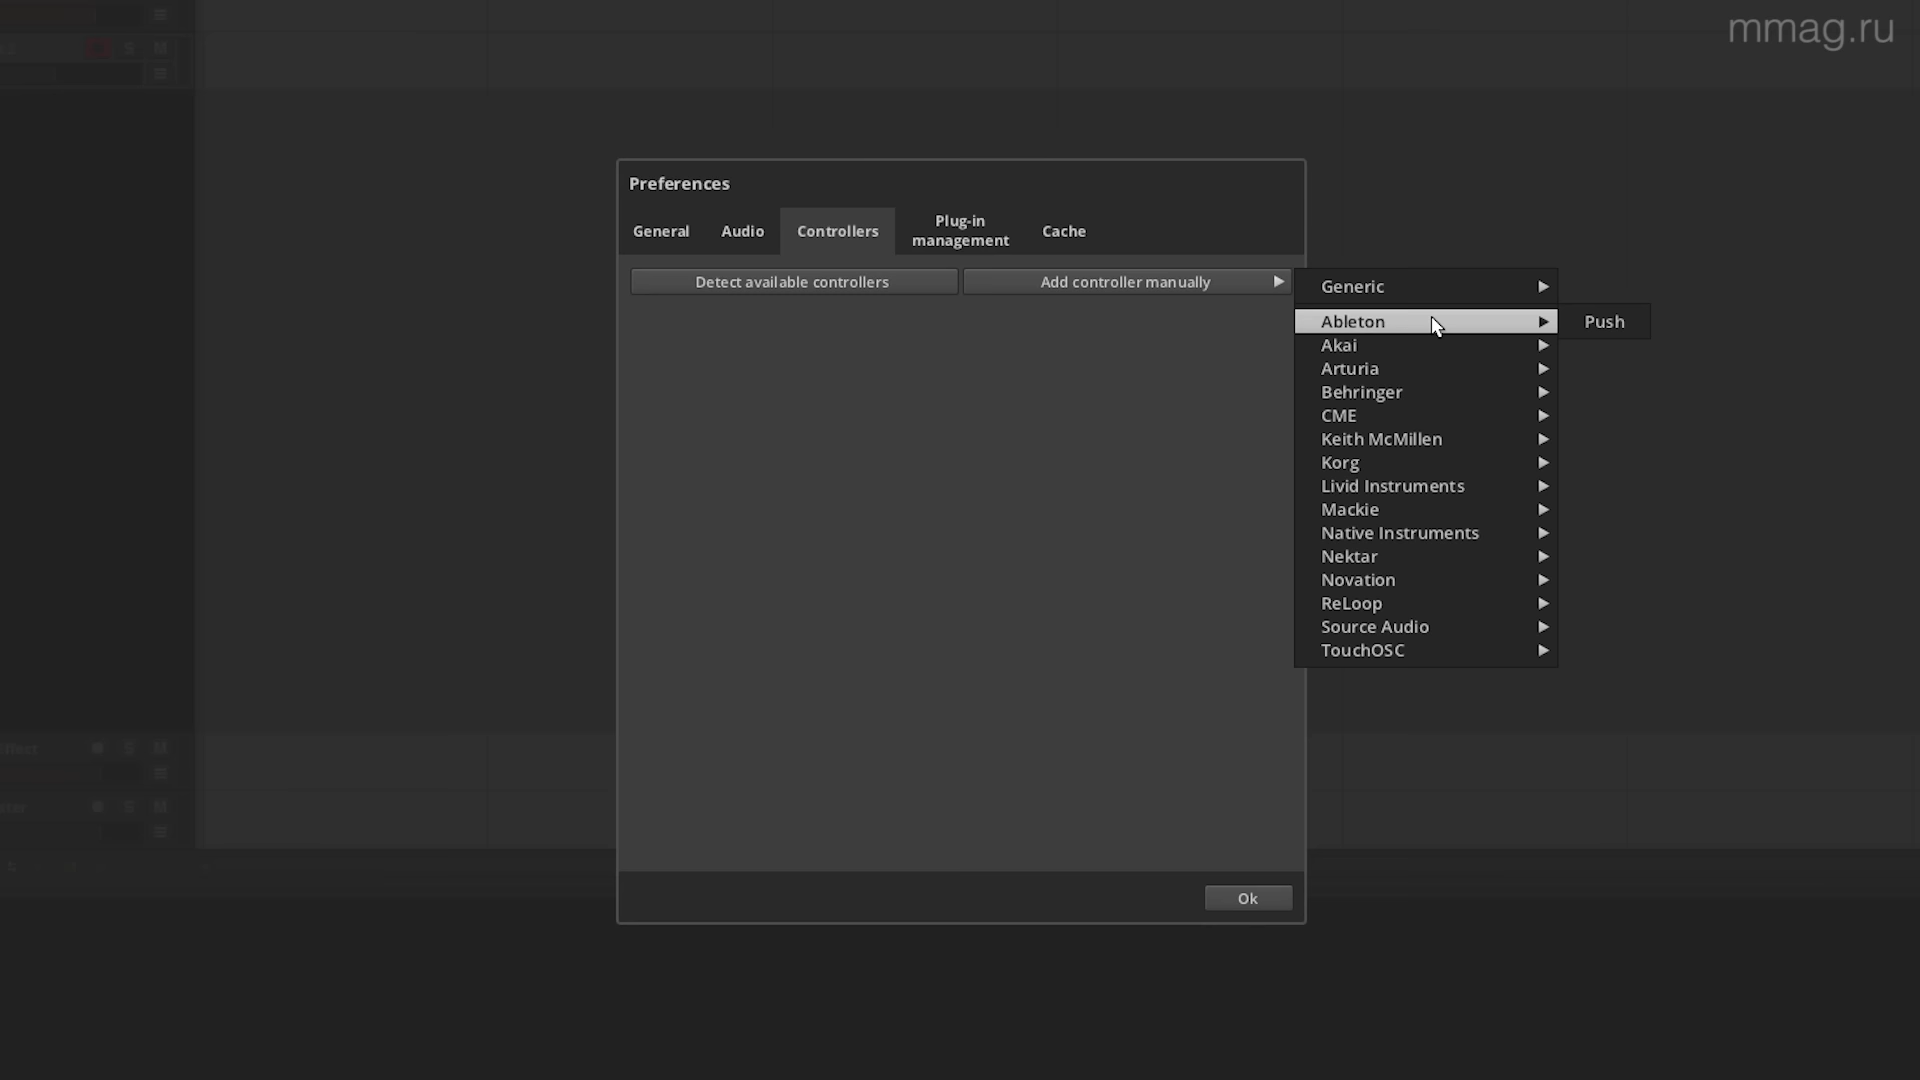 mmag.ru
S M
Preferences
General Audio Controllers Plug-in management Cache
Detect available controllers Add controller manually
Generic
Ableton
Push
Akai
Arturia
Behringer
CME
Keith McMillen
Korg
Livid Instruments
Mackie
Native Instruments
Nektar
Novation
ReLoop
Source Audio
TouchOSC
S M
S M
Ok